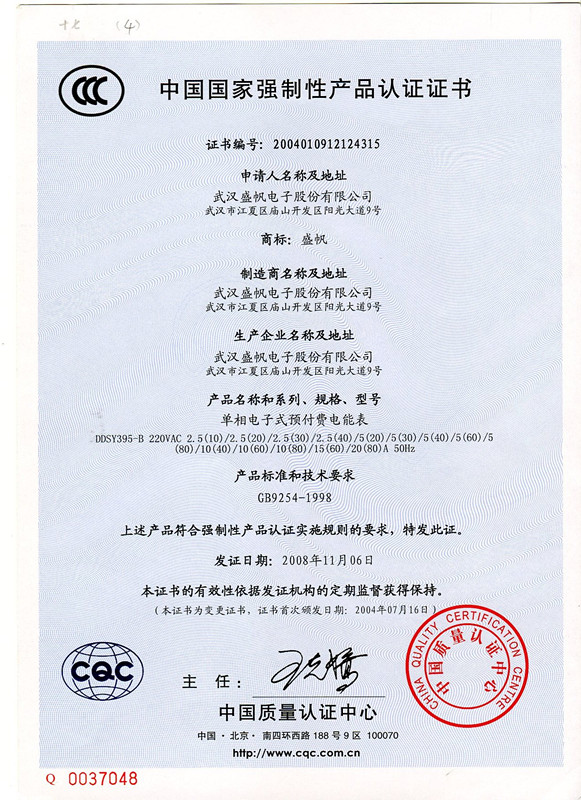 十七 (4)
中国国家强制性产品认证证书
证书编号: 2004010912124315
申请人名称及地址
武汉盛帆电子股份有限公司
武汉市江夏区庙山开发区阳光大道9号
商标: 盛帆
制造商名称及地址
武汉盛帆电子股份有限公司
武汉市江夏区庙山开发区阳光大道9号
生产企业名称及地址
武汉盛帆电子股份有限公司
武汉市江夏区庙山开发区阳光大道9号
产品名称和系列、规格、型号
单相电子式预付费电能表
DDSY395-B 220VAC 2.5(10)/2.5(20)/2.5(30)/2.5(40)/5(20)/5(30)/5(40)/5(60)/5
(80)/10(40)/10(60)/10(80)/15(60)/20(80)A 50Hz
产品标准和技术要求
GB9254-1998
上述产品符合强制性产品认证实施规则的要求，特发此证。
发证日期: 2008年11月06日
本证书的有效性依据发证机构的定期监督获得保持。
(本证书为变更证书，证书首次颁发日期: 2004年07月16日)
CHINA QUALITY CERTIFICATION CENTRE
中国质量认证中心
CQC
主 任:
中国质量认证中心
中国·北京·南四环西路188号9区 100070
http://www.cqc.com.cn
Q 0037048